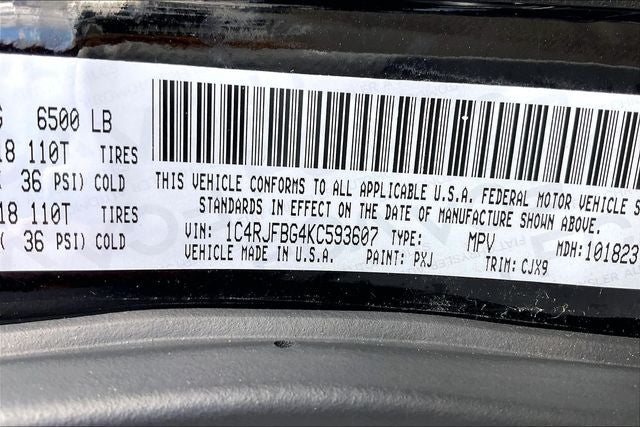 G 6500 LB
18 110T TIRES
36 PSI) COLD
18 110T TIRES
( 36 PSI) COLD
THIS VEHICLE CONFORMS TO ALL APPLICABLE U.S.A. FEDERAL MOTOR VEHICLE S
STANDARDS IN EFFECT ON THE DATE OF MANUFACTURE SHOWN ABOVE.
VIN: 1C4RJFBG4KC593607 TYPE: MPV MDH: 101823
VEHICLE MADE IN U.S.A. PAINT: PXJ TRIM: CJX9